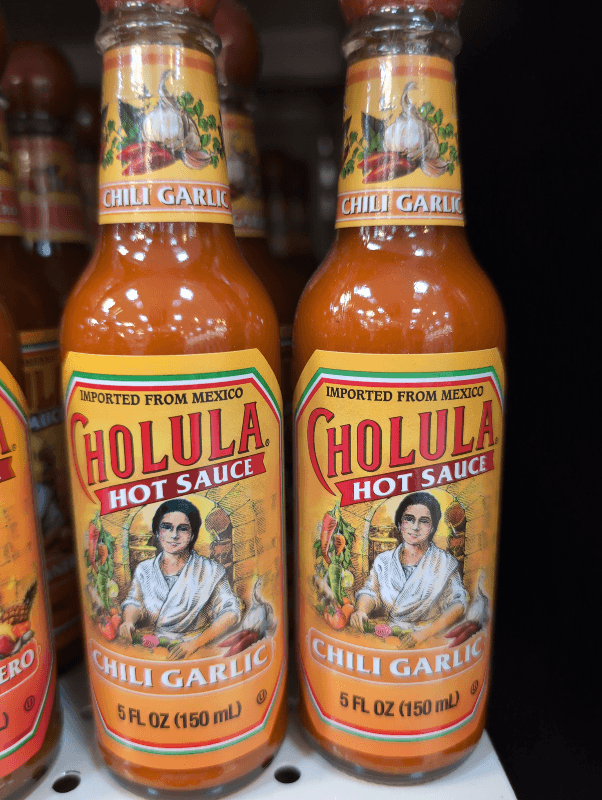 CHILI GARLIC
IMPORTED FROM MEXICO
CHOLULA®
HOT SAUCE
CHILI GARLIC
5 FL OZ (150 mL)
CHILI GARLIC
IMPORTED FROM MEXICO
CHOLULA
HOT SAUCE
CHILI GARLIC
5 FL OZ (150 mL)
ERO